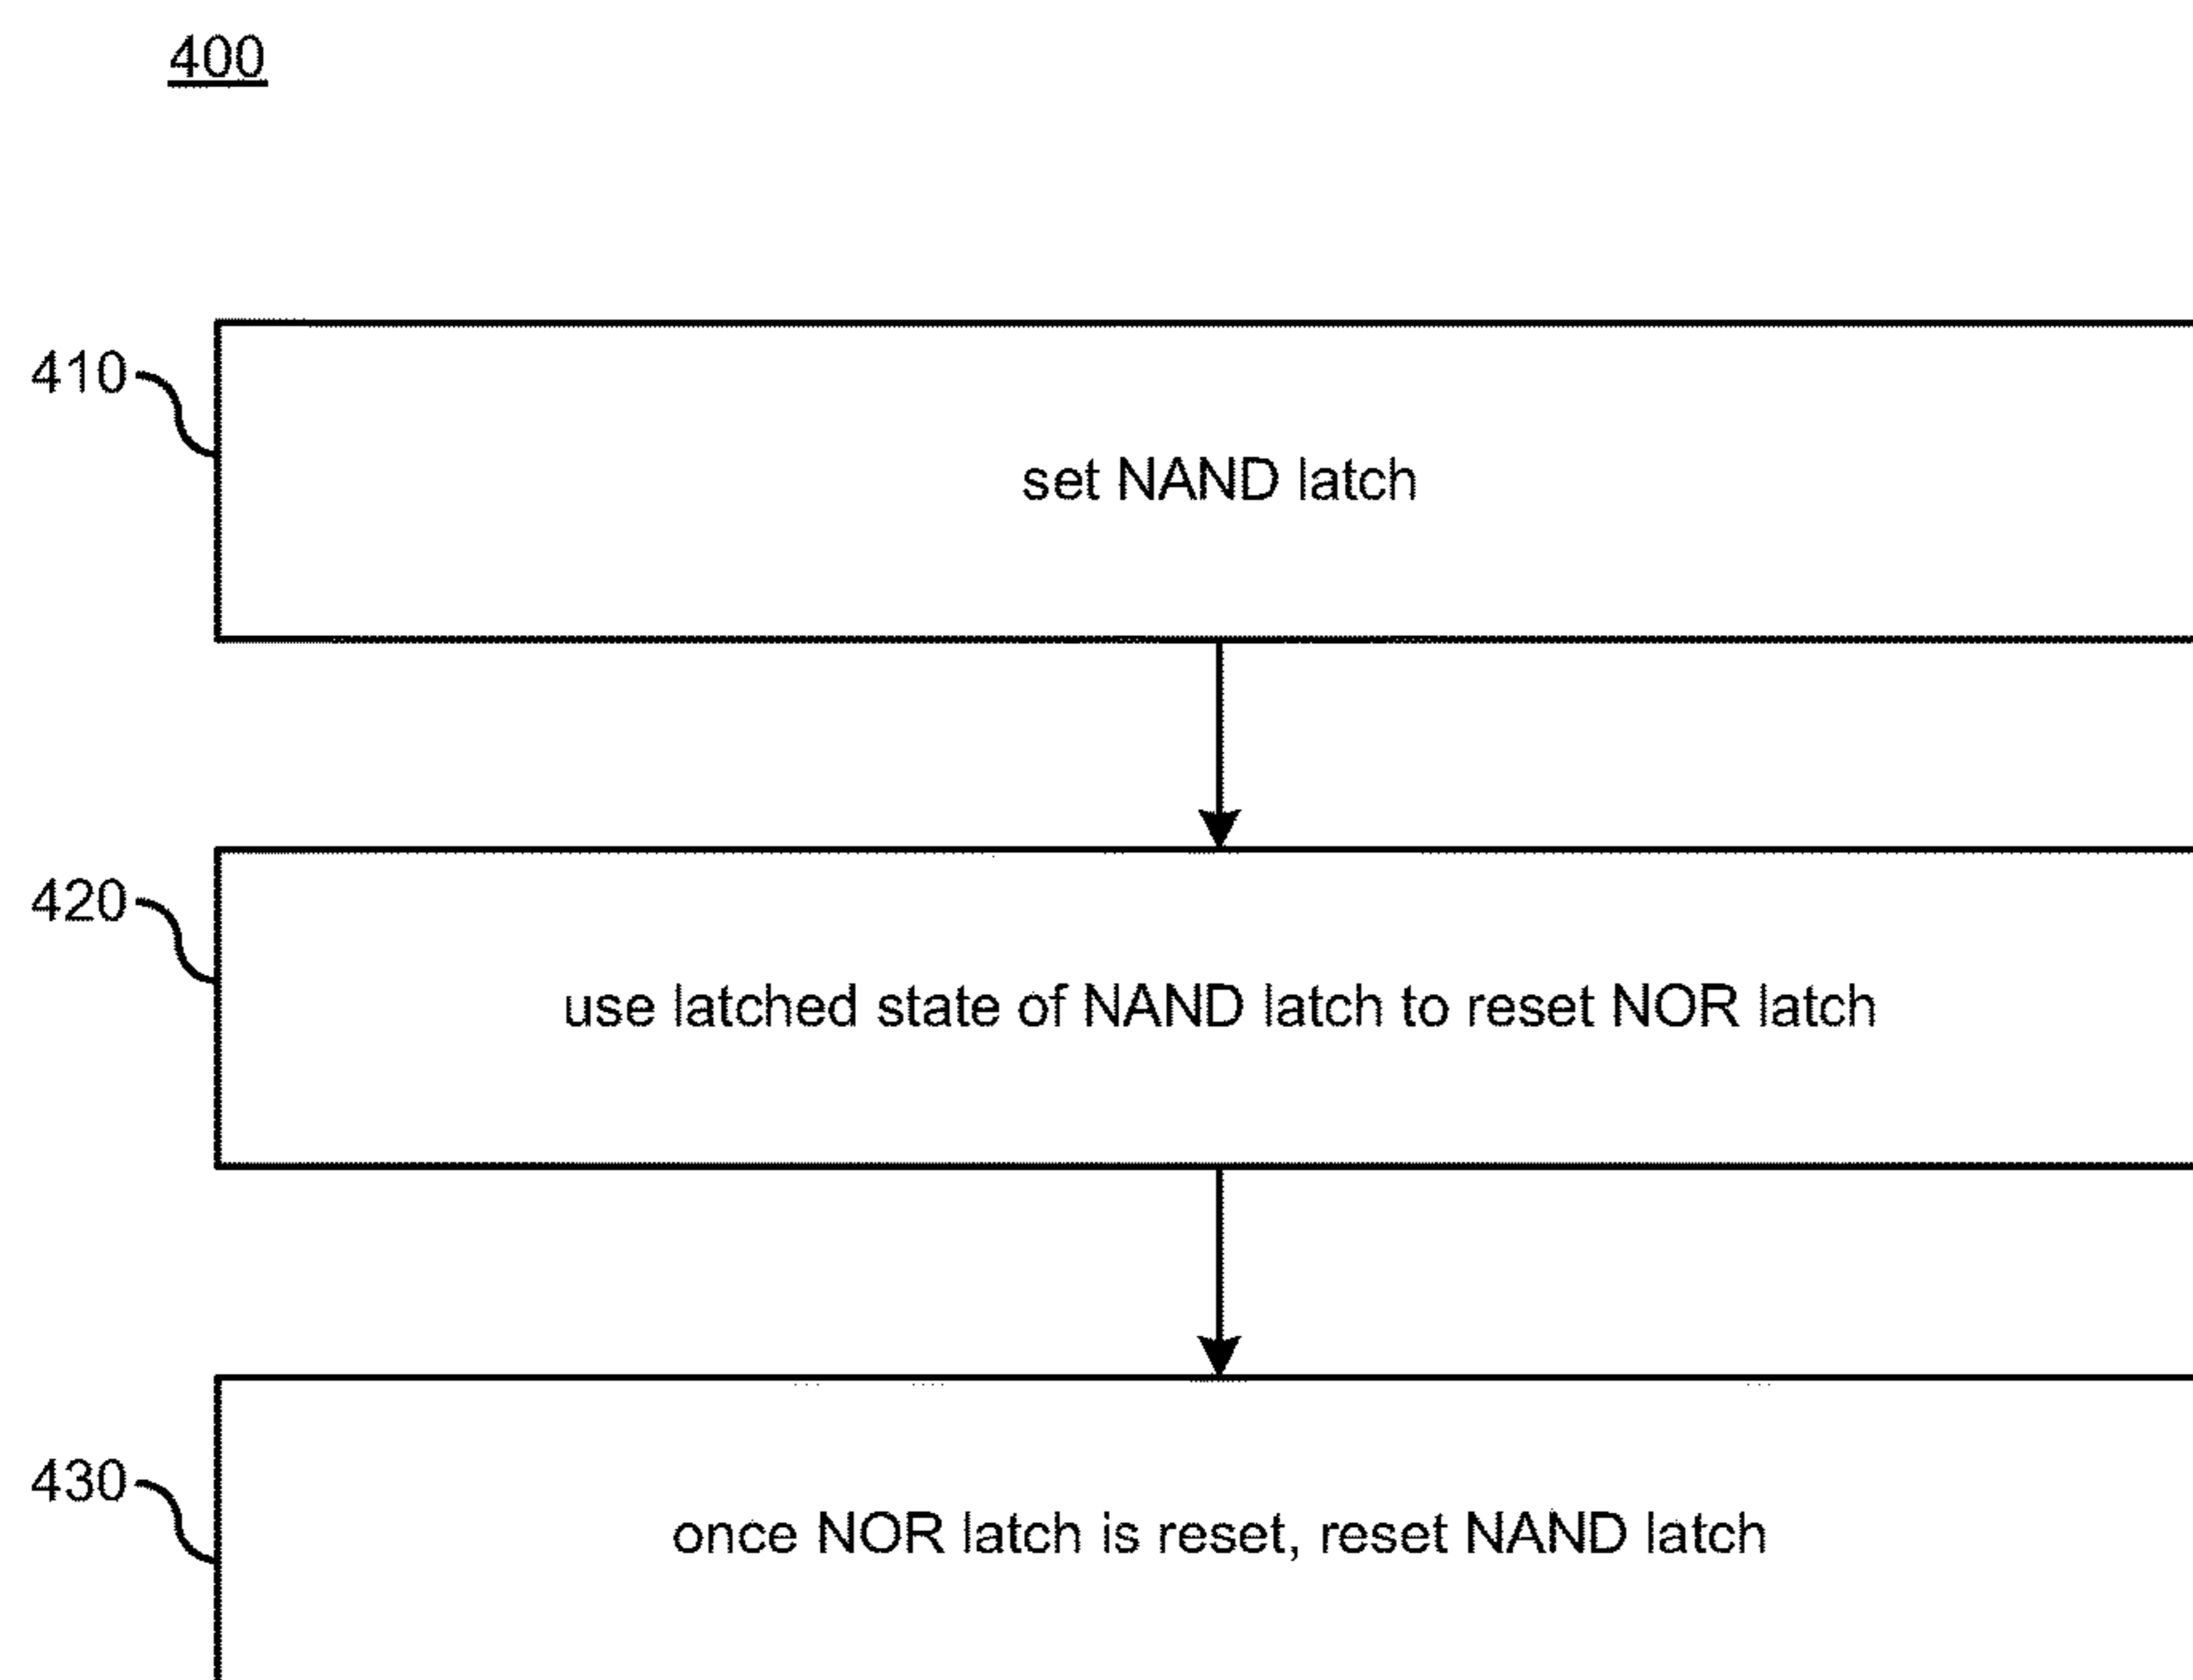 400
410
set NAND latch
420
use latched state of NAND latch to reset NOR latch
430
once NOR latch is reset, reset NAND latch